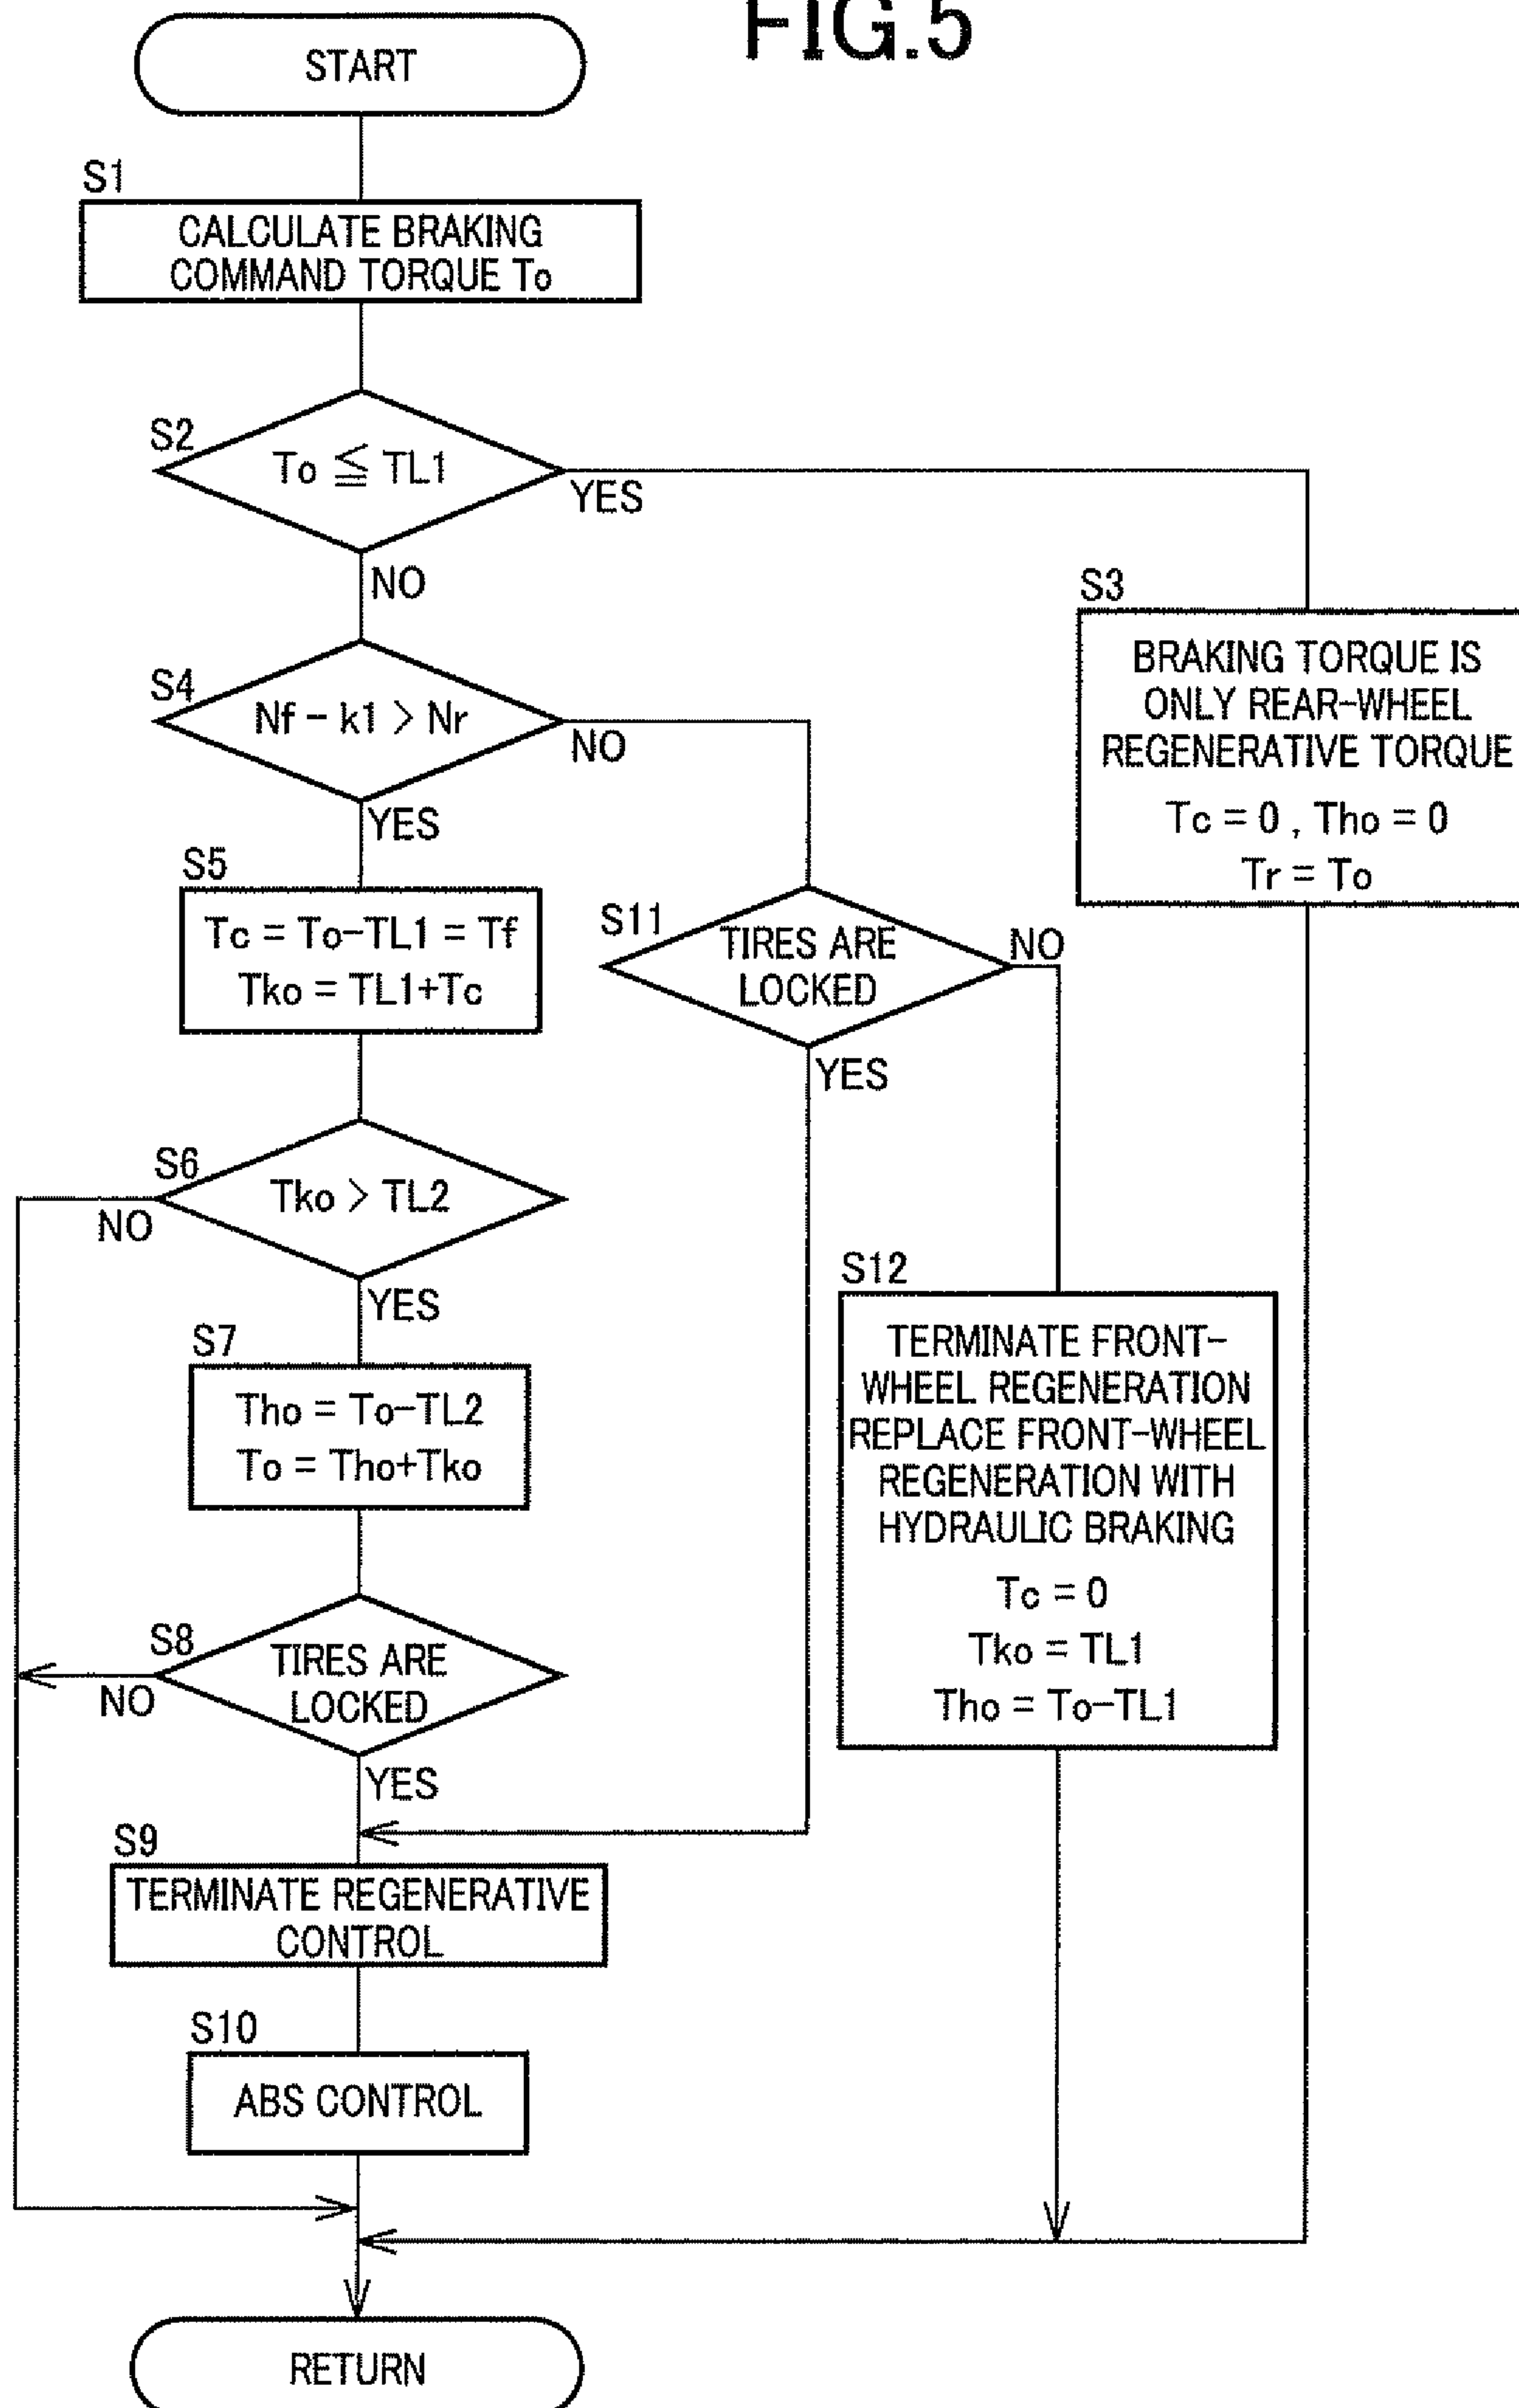 FIG.5
START
S1
CALCULATE BRAKING
COMMAND TORQUE To
S2
To ≦ TL1
YES
NO
S3
BRAKING TORQUE IS
ONLY REAR-WHEEL
REGENERATIVE TORQUE
Tc = 0 , Tho = 0
Tr = To
S4
Nf - k1 > Nr
NO
YES
S5
Tc = To-TL1 = Tf
Tko = TL1+Tc
S11
TIRES ARE
LOCKED
NO
YES
S6
Tko > TL2
NO
YES
S7
Tho = To-TL2
To = Tho+Tko
S12
TERMINATE FRONT-
WHEEL REGENERATION
REPLACE FRONT-WHEEL
REGENERATION WITH
HYDRAULIC BRAKING
Tc = 0
Tko = TL1
Tho = To-TL1
S8
TIRES ARE
LOCKED
NO
YES
S9
TERMINATE REGENERATIVE
CONTROL
S10
ABS CONTROL
RETURN